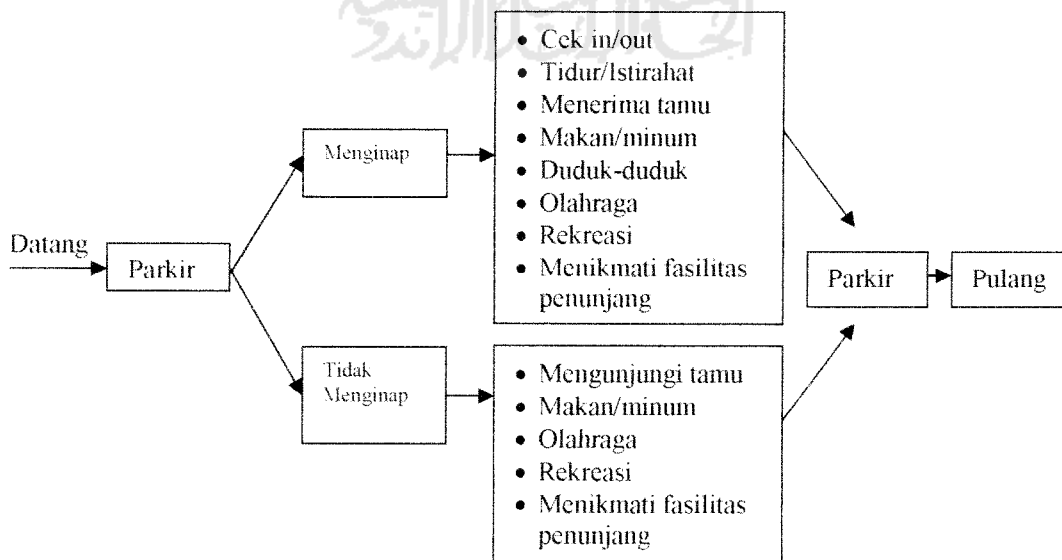 Datang
Parkir
Menginap
• Cek in/out
• Tidur/Istirahat
• Menerima tamu
• Makan/minum
• Duduk-duduk
• Olahraga
• Rekreasi
• Menikmati fasilitas
penunjang
Tidak
Menginap
• Mengunjungi tamu
• Makan/minum
• Olahraga
• Rekreasi
• Menikmati fasilitas
penunjang
Parkir
Pulang